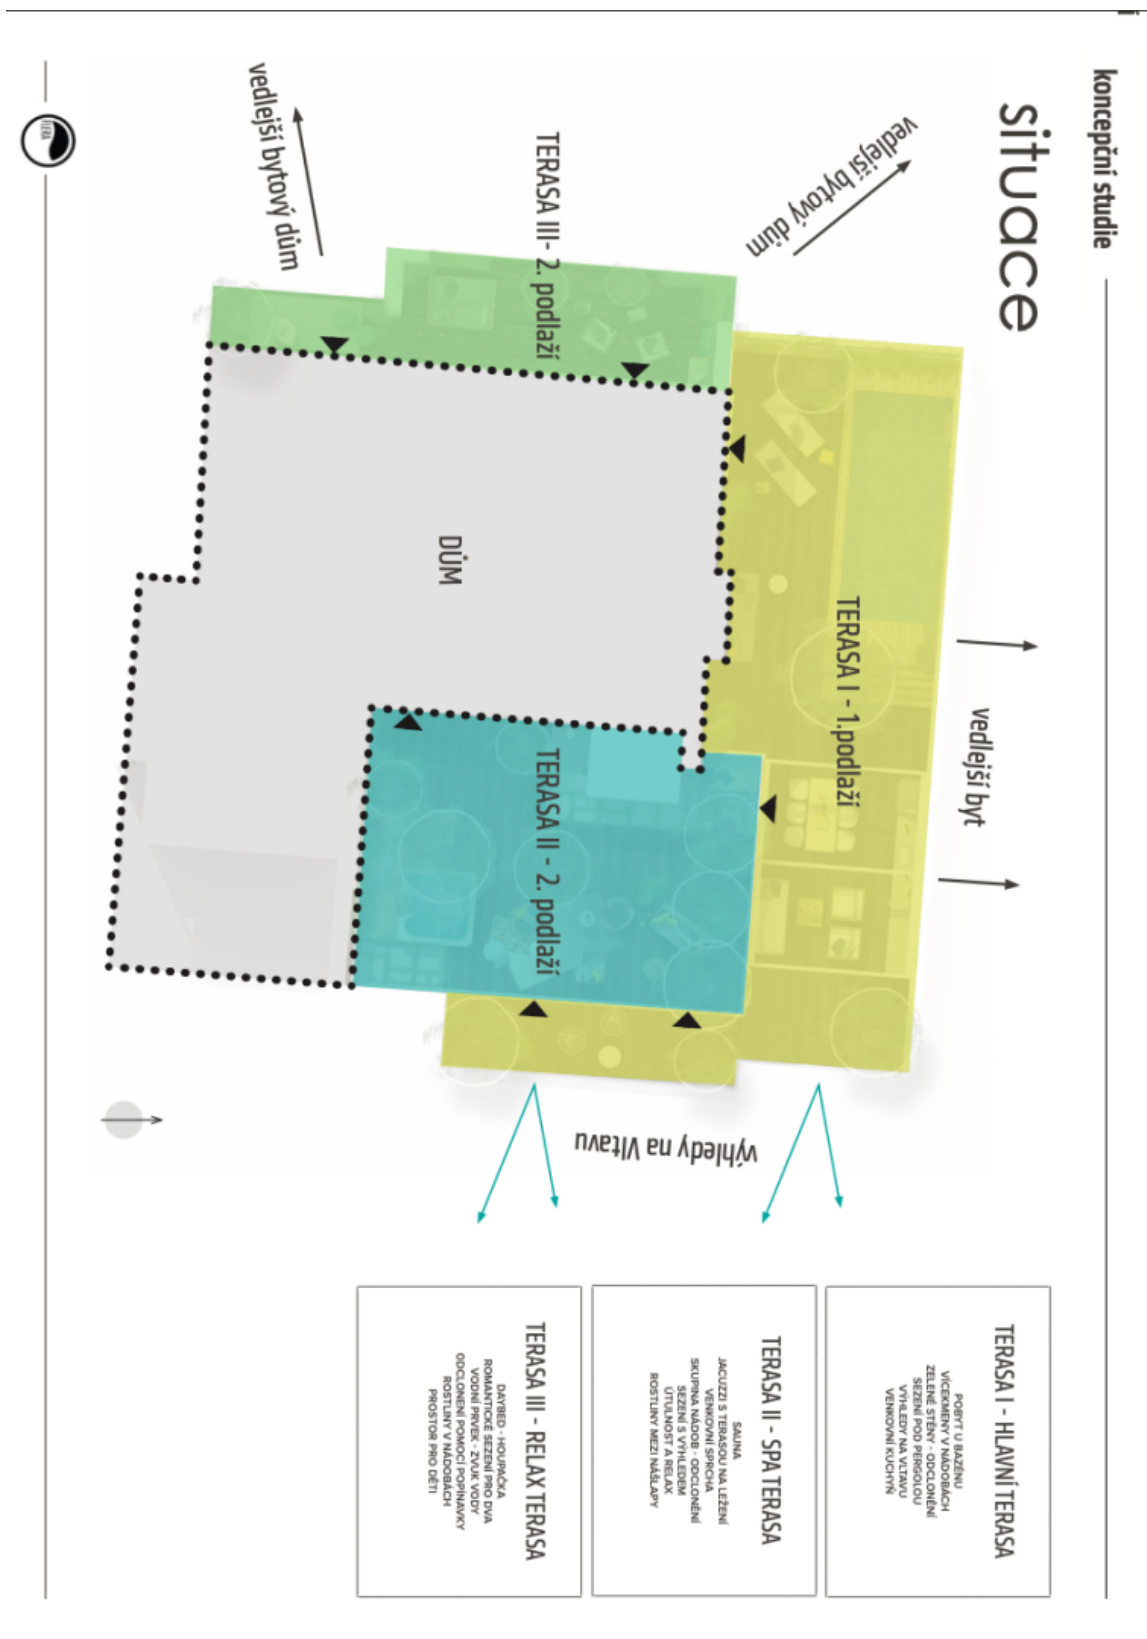 koncepční studie
situace
vedlejší bytový dům
vedlejší bytový dům
TERASA III- 2. podlaží
DŮM
TERASA I - 1.podlaží
TERASA II - 2. podlaží
vedlejší byt
výhledy na Vltavu
TERASA I - HLAVNÍ TERASA
POBYT U BAZÉNU
VÍCEKMENY V NÁDOBÁCH
ZELENÉ STĚNY - ODCLONĚNÍ
SEZENÍ POD PERGOLOU
VÝHLEDY NA VLTAVU
VENKOVNÍ KUCHYŇ
TERASA II - SPA TERASA
SAUNA
JACUZZI S TERASOU NA LEŽENÍ
VENKOVNÍ SPRCHA
SKUPINA NÁDOB - ODCLONĚNÍ
SEZENÍ S VÝHLEDEM
ÚTULNOST A RELAX
ROSTLINY MEZI NÁŠLAPY
TERASA III - RELAX TERASA
DAYBED - HOUPAČKA
ROMANTICKÉ SEZENÍ PRO DVA
VODNÍ PRVEK - ZVUK VODY
ODCLONENÍ POMOCÍ POPÍNAVKY
ROSTLINY V NÁDOBÁCH
PROSTOR PRO DĚTI
FLERA